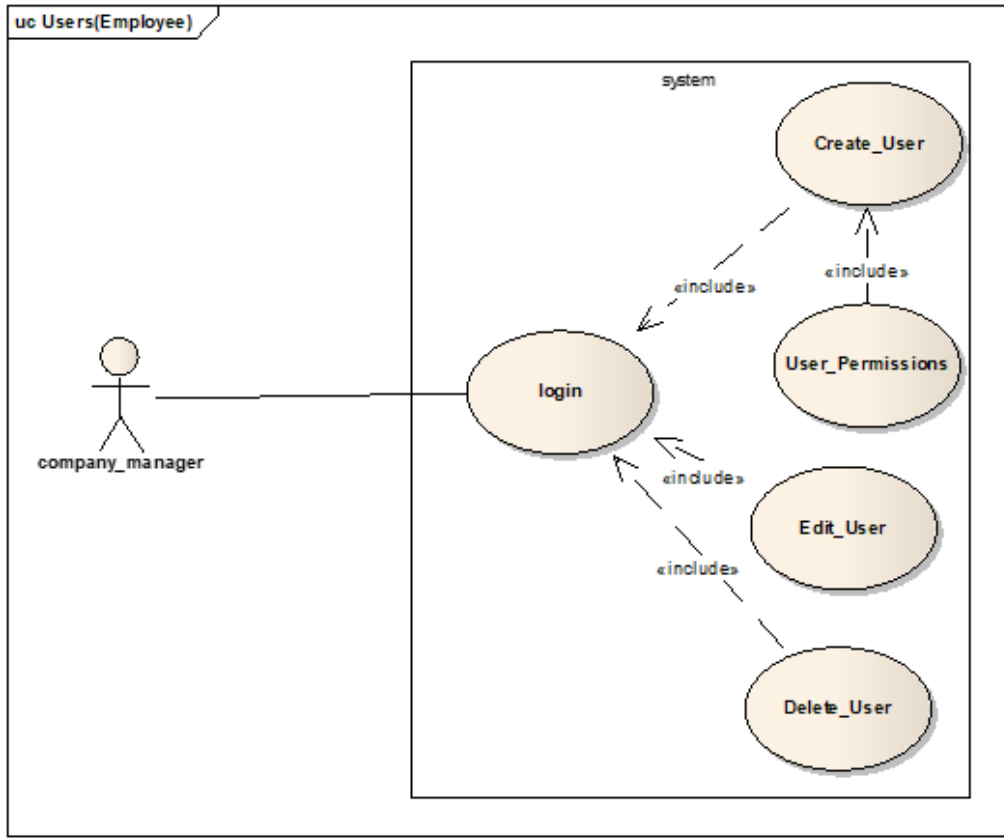 uc Users(Employee)
system
Create_User
«include»
«include»
User_Permissions
login
company_manager
«include»
Edit_User
«include»
Delete_User